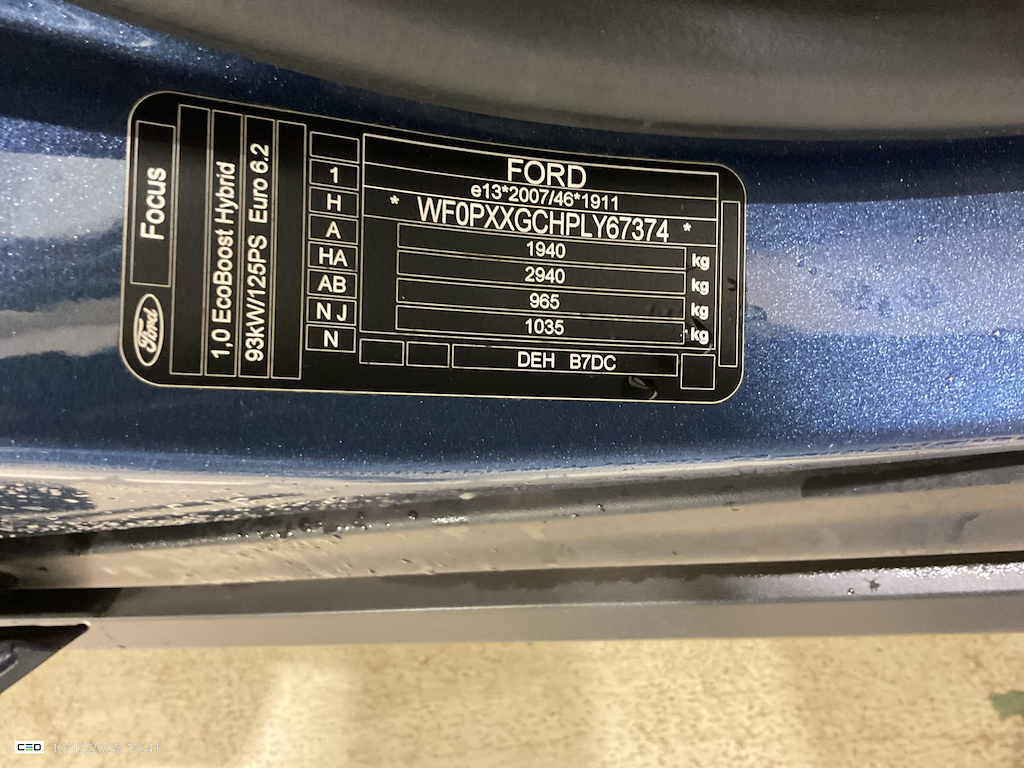 Focus
Ford
1,0 EcoBoost Hybrid
93kW/125PS Euro 6.2
1
H
A
HA
AB
N J
N
FORD
e13*2007/46*1911
* WF0PXXGCHPLY67374 *
1940 kg
2940 kg
965 kg
1035 kg
DEH B7DC